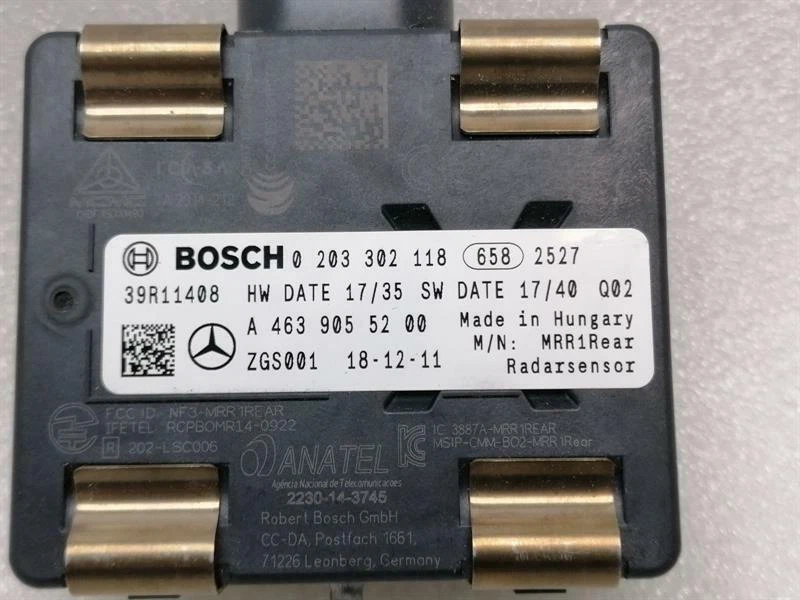 BOSCH 0 203 302 118 658 2527
39R11408 HW DATE 17/35 SW DATE 17/40 Q02
A 463 905 52 00 Made in Hungary
M/N: MRR1Rear
ZGS001 18-12-11 Radarsensor
FCC ID: NF3-MRR1REAR
IFETEL RCPBOMR14-0922
R 202-LSC006
ANATEL
Agência Nacional de Telecomunicacoes
2230-14-3745
IC 3887A-MRR1REAR
MSIP-CMM-BO2-MRR1Rear
Robert Bosch GmbH
CC-DA, Postfach 1661,
71226 Leonberg, Germany